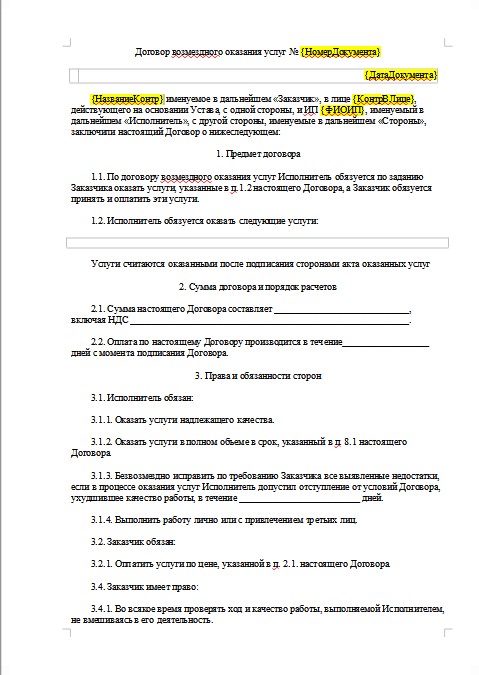 Договор возмездного оказания услуг № {НомерДокумента}
{ДатаДокумента}
{НазваниеКонтр} именуемое в дальнейшем «Заказчик», в лице {КонтрВЛице},
действующего на основании Устава, с одной стороны, и ИП {ФИОИП}, именуемый в
дальнейшем «Исполнитель», с другой стороны, именуемые в дальнейшем «Стороны»,
заключили настоящий Договор о нижеследующем:
1. Предмет договора
1.1. По договору возмездного оказания услуг Исполнитель обязуется по заданию
Заказчика оказать услуги, указанные в п.1.2 настоящего Договора, а Заказчик обязуется
принять и оплатить эти услуги.
1.2. Исполнитель обязуется оказать следующие услуги:
Услуги считаются оказанными после подписания сторонами акта оказанных услуг
2. Сумма договора и порядок расчетов
2.1. Сумма настоящего Договора составляет ____________________________,
включая НДС __________________________________________________________.
2.2. Оплата по настоящему Договору производится в течение__________________
дней с момента подписания Договора.
3. Права и обязанности сторон
3.1. Исполнитель обязан:
3.1.1. Оказать услуги надлежащего качества.
3.1.2. Оказать услуги в полном объеме в срок, указанный в п. 8.1 настоящего
Договора
3.1.3. Безвозмездно исправить по требованию Заказчика все выявленные недостатки,
если в процессе оказания услуг Исполнитель допустил отступление от условий Договора,
ухудшившее качество работы, в течение _________________________ дней.
3.1.4. Выполнить работу лично или с привлечением третьих лиц.
3.2. Заказчик обязан:
3.2.1. Оплатить услуги по цене, указанной в п. 2.1. настоящего Договора
3.4. Заказчик имеет право:
3.4.1. Во всякое время проверять ход и качество работы, выполняемой Исполнителем,
не вмешиваясь в его деятельность.